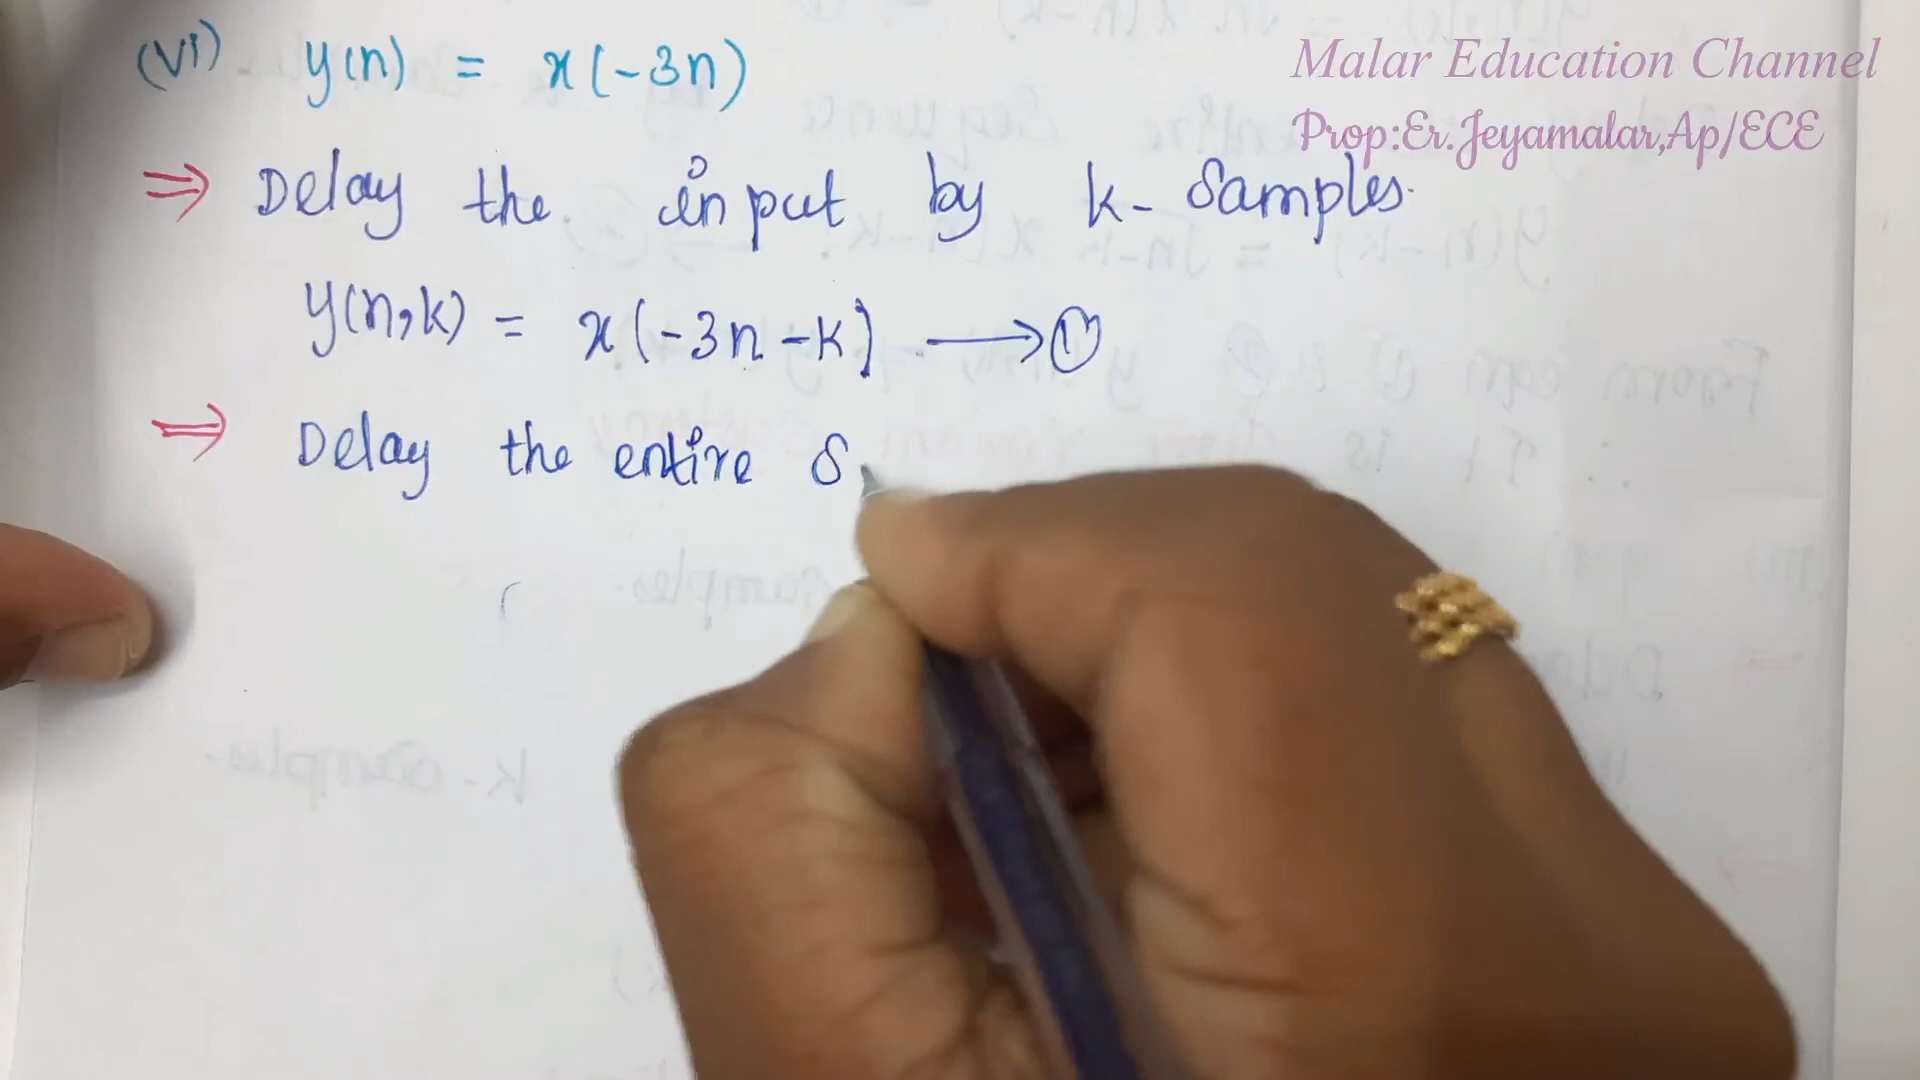 Malar Education Channel
Prop:Er.Jeyamalar,Ap/ECE
(vi) y(n) = x(-3n)
⇒ Delay the input by k- Samples.
y(n,k) = x(-3n-k) → ①
⇒ Delay the entire S